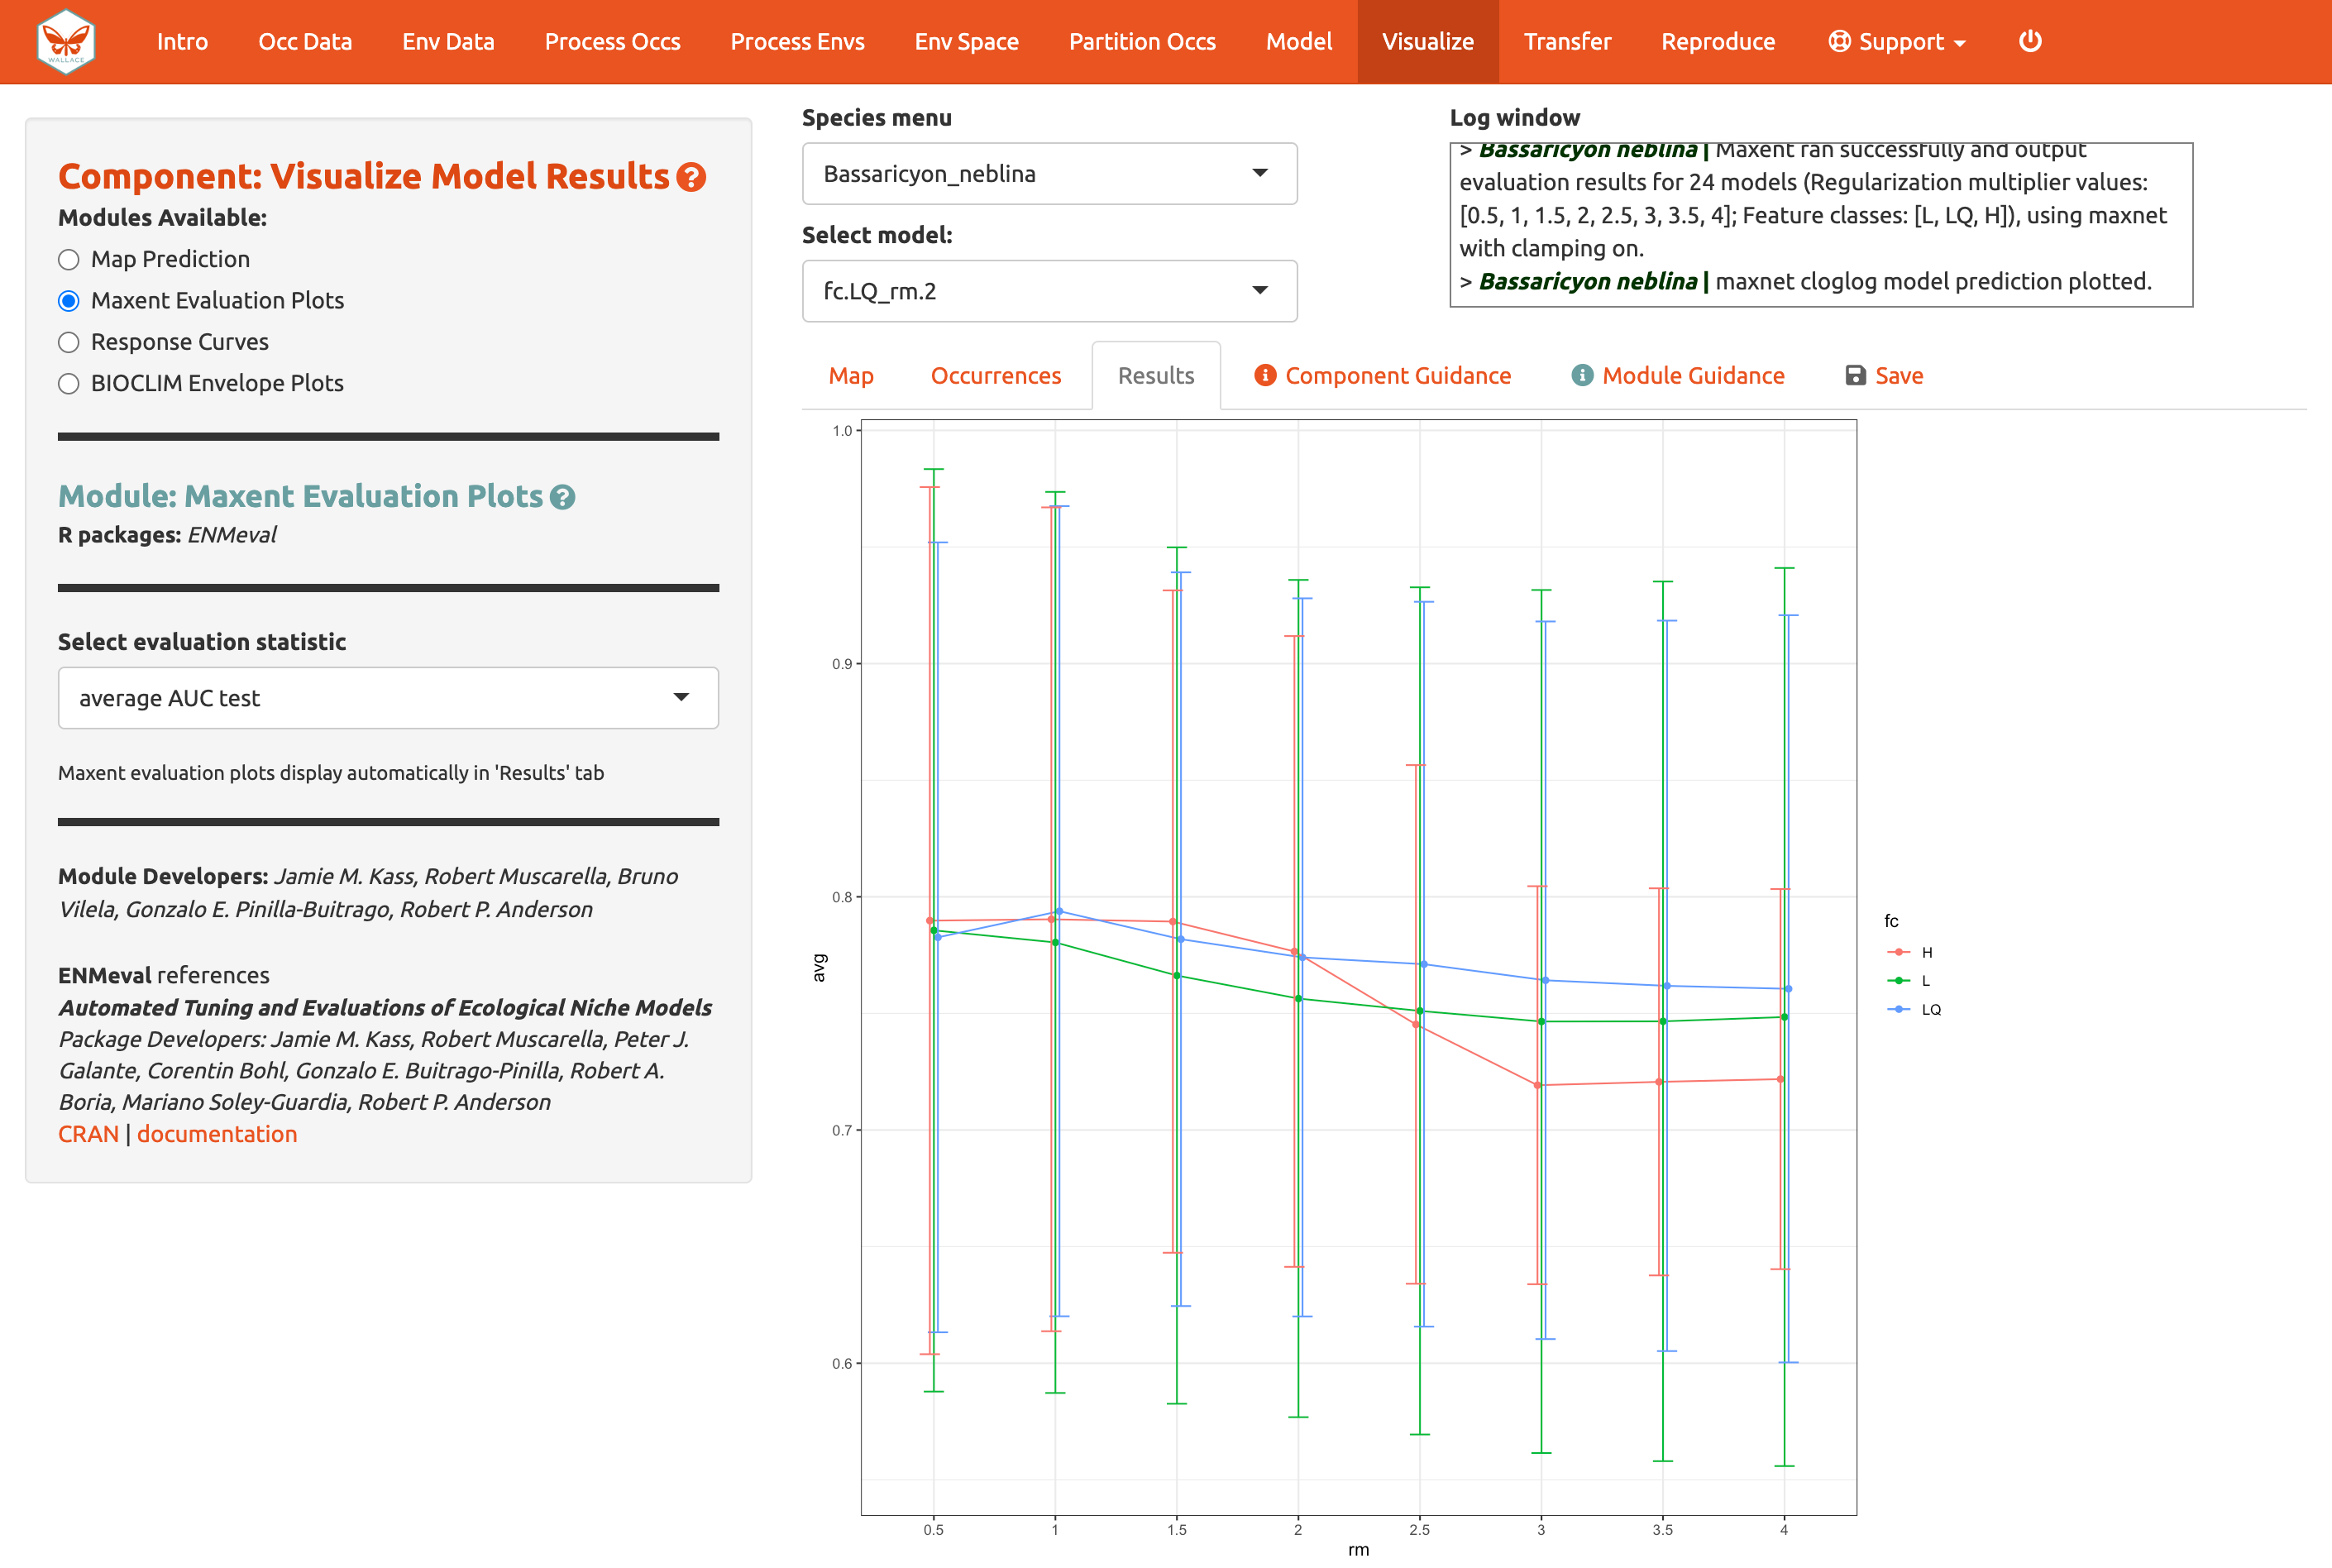 WALLACE
Intro
Occ Data
Env Data
Process Occs
Process Envs
Env Space
Partition Occs
Model
Visualize
Transfer
Reproduce
Support
Component: Visualize Model Results
Modules Available:
Map Prediction
Maxent Evaluation Plots
Response Curves
BIOCLIM Envelope Plots
Module: Maxent Evaluation Plots
R packages: ENMeval
Select evaluation statistic
average AUC test
Maxent evaluation plots display automatically in 'Results' tab
Module Developers: Jamie M. Kass, Robert Muscarella, Bruno
Vilela, Gonzalo E. Pinilla-Buitrago, Robert P. Anderson
ENMeval references
Automated Tuning and Evaluations of Ecological Niche Models
Package Developers: Jamie M. Kass, Robert Muscarella, Peter J.
Galante, Corentin Bohl, Gonzalo E. Buitrago-Pinilla, Robert A.
Boria, Mariano Soley-Guardia, Robert P. Anderson
CRAN | documentation
Species menu
Bassaricyon_neblina
Select model:
fc.LQ_rm.2
Log window
> Bassaricyon neblina | Maxent ran successfully and output
evaluation results for 24 models (Regularization multiplier values:
[0.5, 1, 1.5, 2, 2.5, 3, 3.5, 4]; Feature classes: [L, LQ, H]), using maxnet
with clamping on.
> Bassaricyon neblina | maxnet cloglog model prediction plotted.
Map
Occurrences
Results
Component Guidance
Module Guidance
Save
1.0
0.9
0.8
0.7
0.6
avg
0.5
1
1.5
2
2.5
3
3.5
4
rm
fc
H
L
LQ